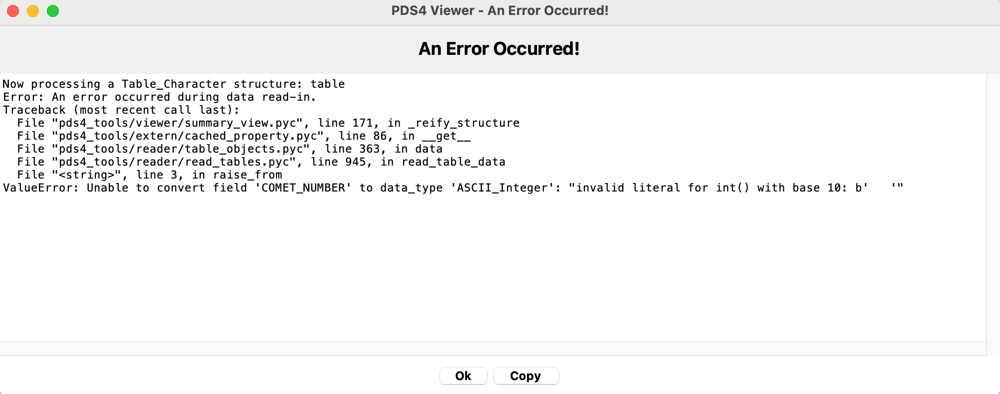 PDS4 Viewer - An Error Occurred!
An Error Occurred!
Now processing a Table_Character structure: table
Error: An error occurred during data read-in.
Traceback (most recent call last):
  File "pds4_tools/viewer/summary_view.pyc", line 171, in _reify_structure
  File "pds4_tools/extern/cached_property.pyc", line 86, in __get__
  File "pds4_tools/reader/table_objects.pyc", line 363, in data
  File "pds4_tools/reader/read_tables.pyc", line 945, in read_table_data
  File "<string>", line 3, in raise_from
ValueError: Unable to convert field 'COMET_NUMBER' to data_type 'ASCII_Integer': "invalid literal for int() with base 10: b'   '"
Ok
Copy